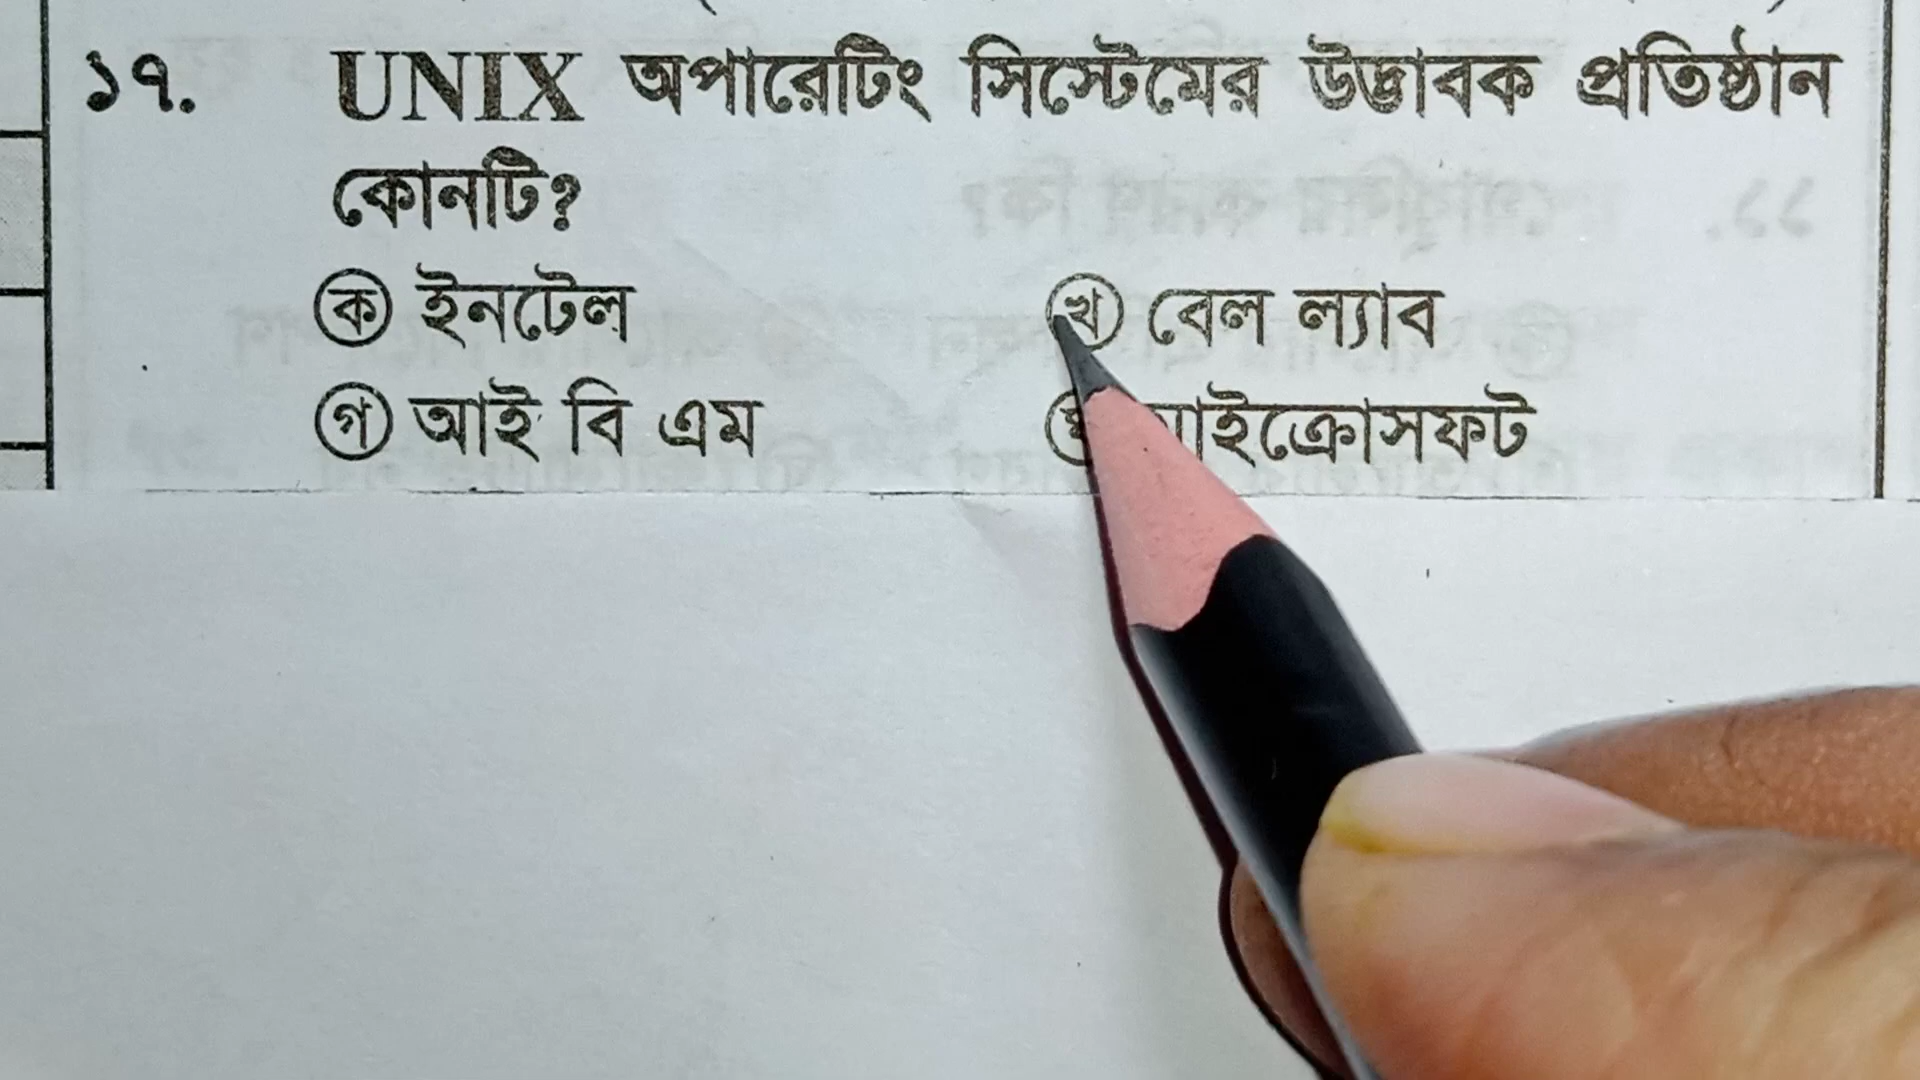 ১৭. UNIX অপারেটিং সিস্টেমের উদ্ভাবক প্রতিষ্ঠান
কোনটি?
ক ইনটেল খ বেল ল্যাব
গ আই বি এম ঘ মাইক্রোসফট